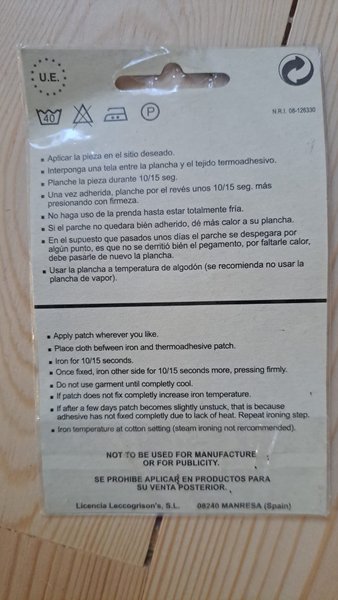 U.E.
40
P
N.R.I. 08-126330
▪ Aplicar la pieza en el sitio deseado.
▪ Interponga una tela entre la plancha y el tejido termoadhesivo.
▪ Planche la pieza durante 10/15 seg.
▪ Una vez adherida, planche por el revés unos 10/15 seg. más
presionando con firmeza.
▪ No haga uso de la prenda hasta estar totalmente fría.
▪ Si el parche no quedara bién adherido, dé más calor a su plancha.
▪ En el supuesto que pasados unos días el parche se despegara por
algún punto, es que no se derritió bién el pegamento, por faltarle calor,
debe pasarle de nuevo la plancha.
▪ Usar la plancha a temperatura de algodón (se recomienda no usar la
plancha de vapor).
▪ Apply patch wherever you like.
▪ Place cloth between iron and thermoadhesive patch.
▪ Iron for 10/15 seconds.
▪ Once fixed, iron other side for 10/15 seconds more, pressing firmly.
▪ Do not use garment until completly cool.
▪ If patch does not fix completly increase iron temperature.
▪ If after a few days patch becomes slightly unstuck, that is because
adhesive has not fixed completly due to lack of heat. Repeat ironing step.
▪ Iron temperature at cotton setting (steam ironing not rercommended).
NOT TO BE USED FOR MANUFACTURE
OR FOR PUBLICITY.
SE PROHIBE APLICAR EN PRODUCTOS PARA
SU VENTA POSTERIOR.
Licencia Leccogrison's, S.L. 08240 MANRESA (Spain)